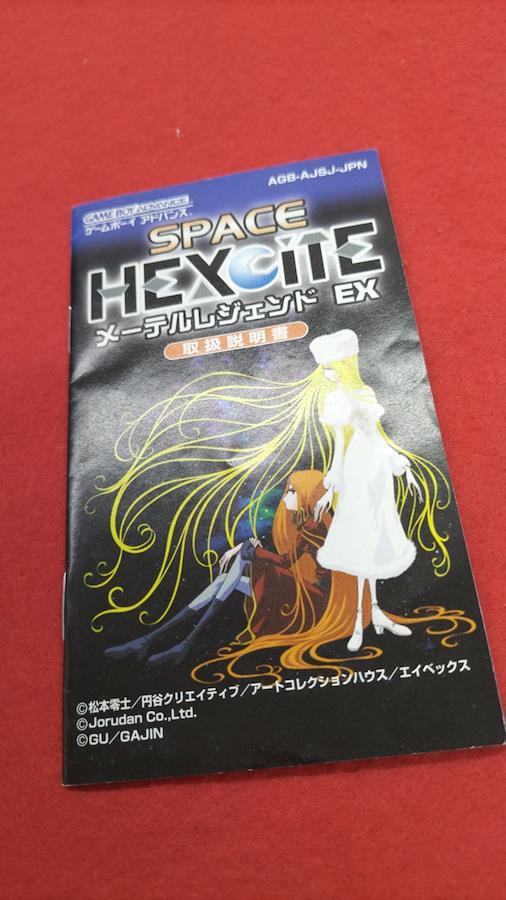 AGB-AJSJ-JPN
GAME BOY ADVANCE
ゲームボーイ アドバンス
SPACE
HEXCITE
メーテルレジェンド EX
取扱説明書
©松本零士／円谷クリエイティブ／アートコレクションハウス／エイベックス
©Jorudan Co.,Ltd.
©GU／GAJIN